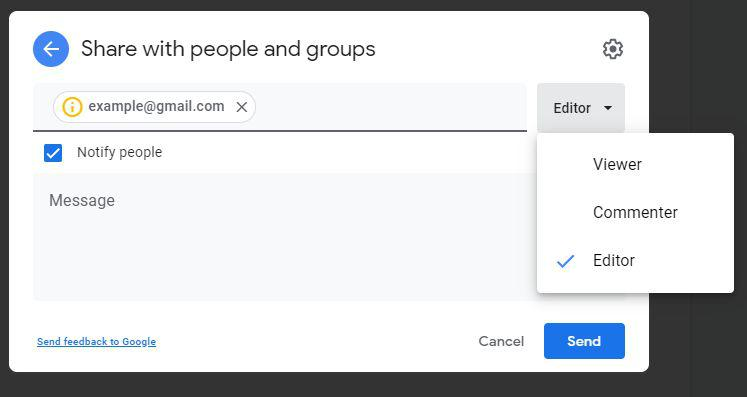 Share with people and groups
example@gmail.com
Editor
Notify people
Viewer
Message
Commenter
Editor
Send feedback to Google
Cancel
Send